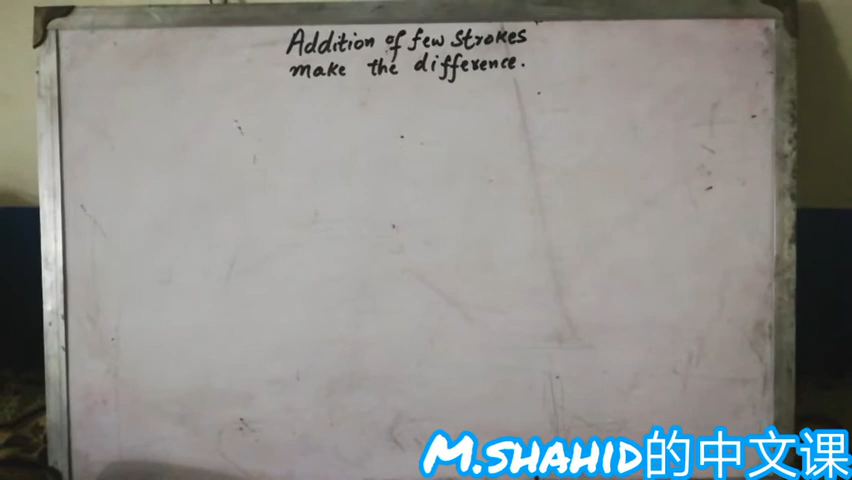 Addition of few strokes
make the difference.
M.SHAHID的中文课